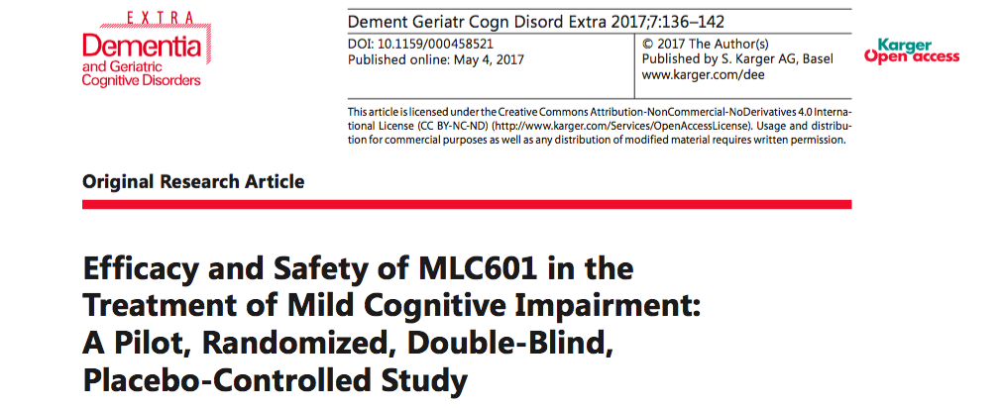 EXTRA
Dementia
and Geriatric
Cognitive Disorders
Dement Geriatr Cogn Disord Extra 2017;7:136–142
DOI: 10.1159/000458521
Published online: May 4, 2017
© 2017 The Author(s)
Published by S. Karger AG, Basel
www.karger.com/dee
Karger
Open access
This article is licensed under the Creative Commons Attribution-NonCommercial-NoDerivatives 4.0 Interna-
tional License (CC BY-NC-ND) (http://www.karger.com/Services/OpenAccessLicense). Usage and distribu-
tion for commercial purposes as well as any distribution of modified material requires written permission.
Original Research Article
Efficacy and Safety of MLC601 in the
Treatment of Mild Cognitive Impairment:
A Pilot, Randomized, Double-Blind,
Placebo-Controlled Study